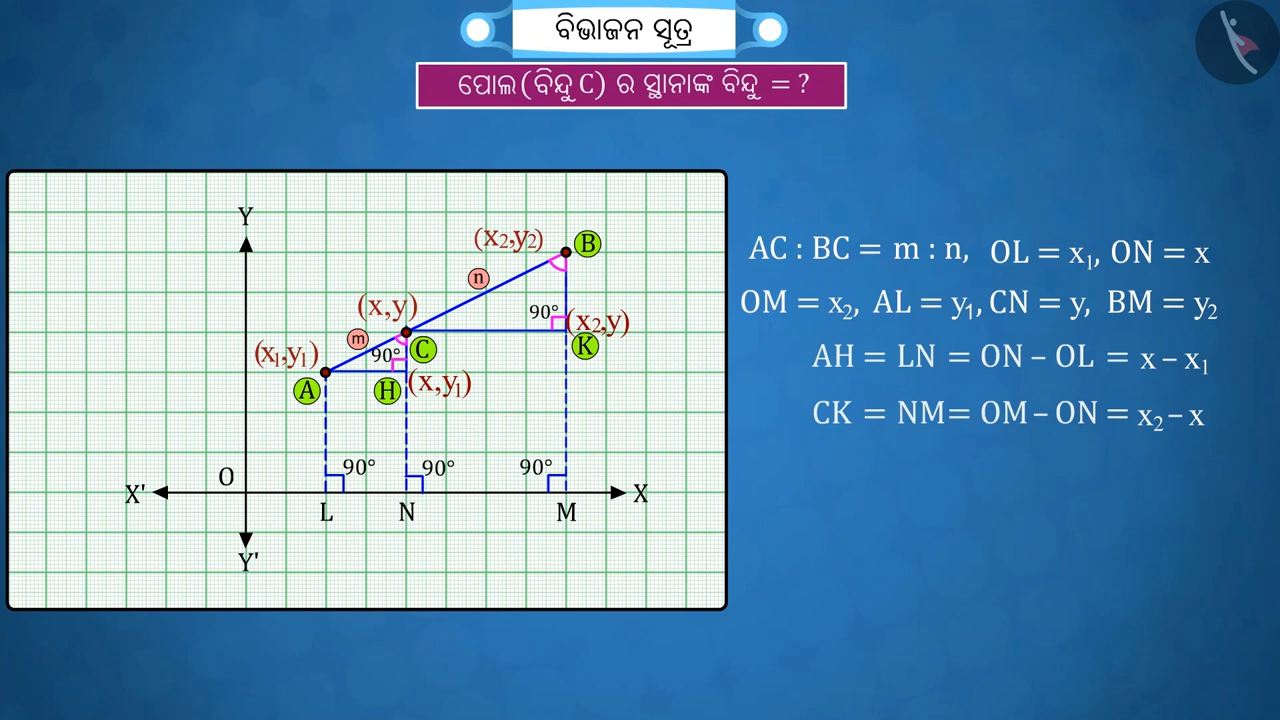 ବିଭାଜନ ସୂତ୍ର
ପୋଲ (ବିନ୍ଦୁ C) ର ସ୍ଥାନାଙ୍କ ବିନ୍ଦୁ = ?
Y
(x₂,y₂) B
n
(x,y)
90°
(x₂,y)
m
C
K
(x₁,y₁)
90°
A
H
(x,y₁)
O
90°
90°
90°
X'
X
L
N
M
Y'
AC : BC = m : n, OL = x₁, ON = x
OM = x₂, AL = y₁, CN = y, BM = y₂
AH = LN = ON – OL = x – x₁
CK = NM = OM – ON = x₂ – x